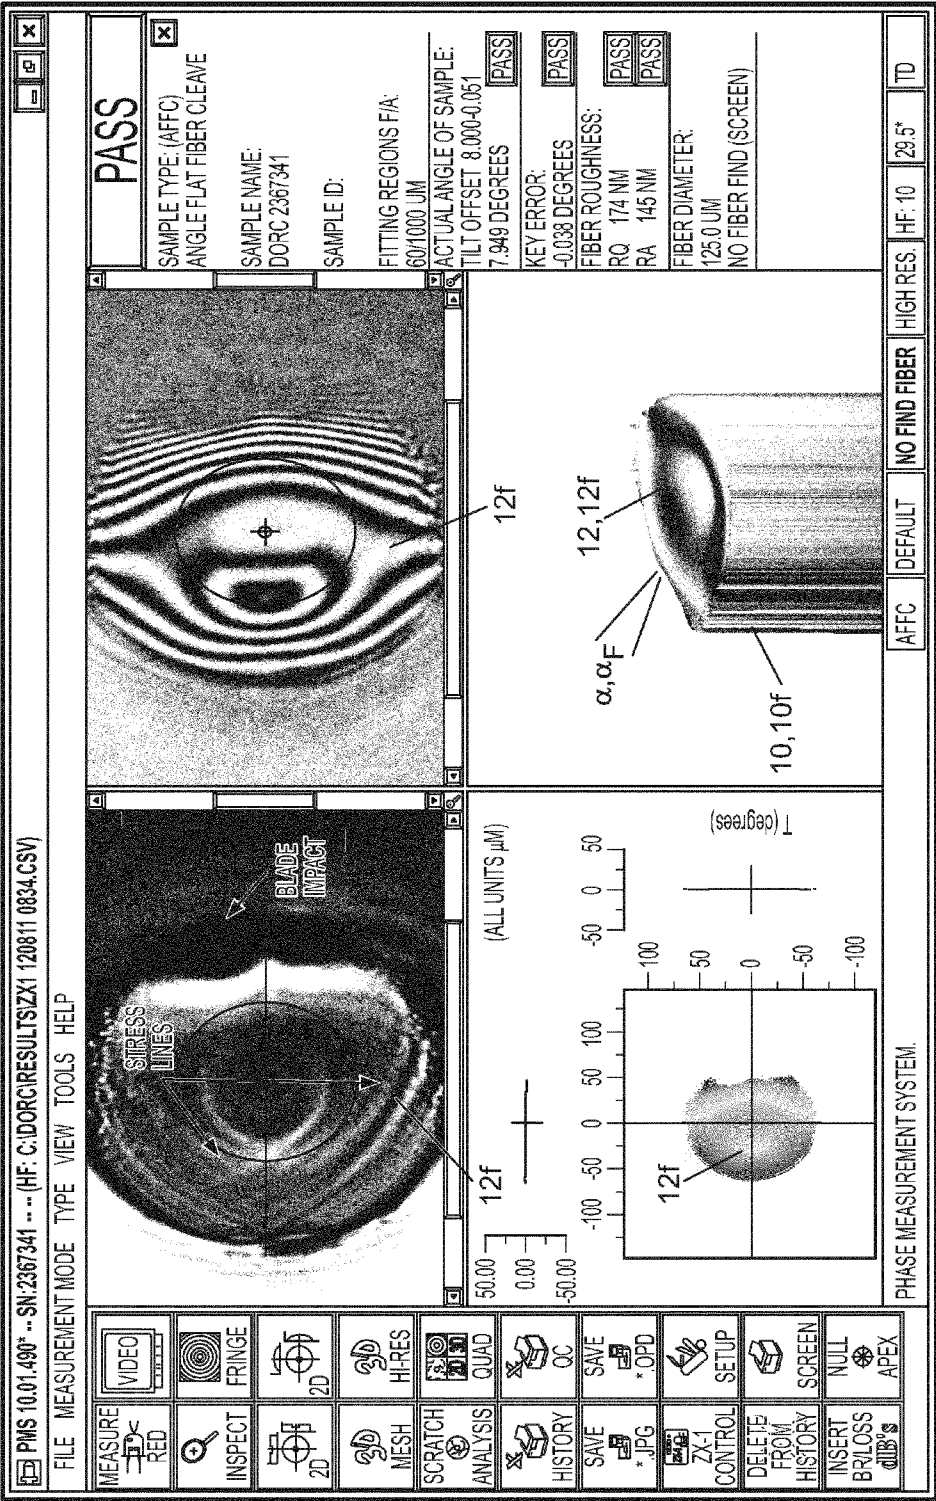 PMS 10.01.490* -- SN:2367341 -- -- (HF: C:\DORC\RESULTS\ZX1 120811 0834.CSV)
FILE MEASUREMENT MODE TYPE VIEW TOOLS HELP
MEASURE
RED
VIDEO
INSPECT
FRINGE
2D
2D
3D
MESH
3D
HI-RES
SCRATCH
ANALYSIS
2D 3D
QUAD
HISTORY
QC
SAVE
*.JPG
SAVE
*.OPD
ZX-1
CONTROL
SETUP
DELETE
FROM
HISTORY
SCREEN
INSERT
BR/LOSS
dB's
NULL
APEX
STRESS
LINES
BLADE
IMPACT
12f
12f
PASS
SAMPLE TYPE: (AFFC)
ANGLE FLAT FIBER CLEAVE
SAMPLE NAME:
DORC 2367341
SAMPLE ID:
FITTING REGIONS F/A:
60/1000 UM
ACTUAL ANGLE OF SAMPLE:
TILT OFFSET 8.000-0.051
7.949 DEGREES PASS
KEY ERROR:
-0.038 DEGREES PASS
FIBER ROUGHNESS:
RQ 174 NM PASS
RA 145 NM PASS
FIBER DIAMETER:
125.0 UM
NO FIBER FIND (SCREEN)
(ALL UNITS µM)
50.00
0.00
-50.00
-100 -50 0 50 100
100
50
0
-50
-100
-50 0 50
T (degrees)
12f
12,12f
α,αF
10,10f
PHASE MEASUREMENT SYSTEM.
AFFC DEFAULT NO FIND FIBER HIGH RES. HF: 10 29.5* TD